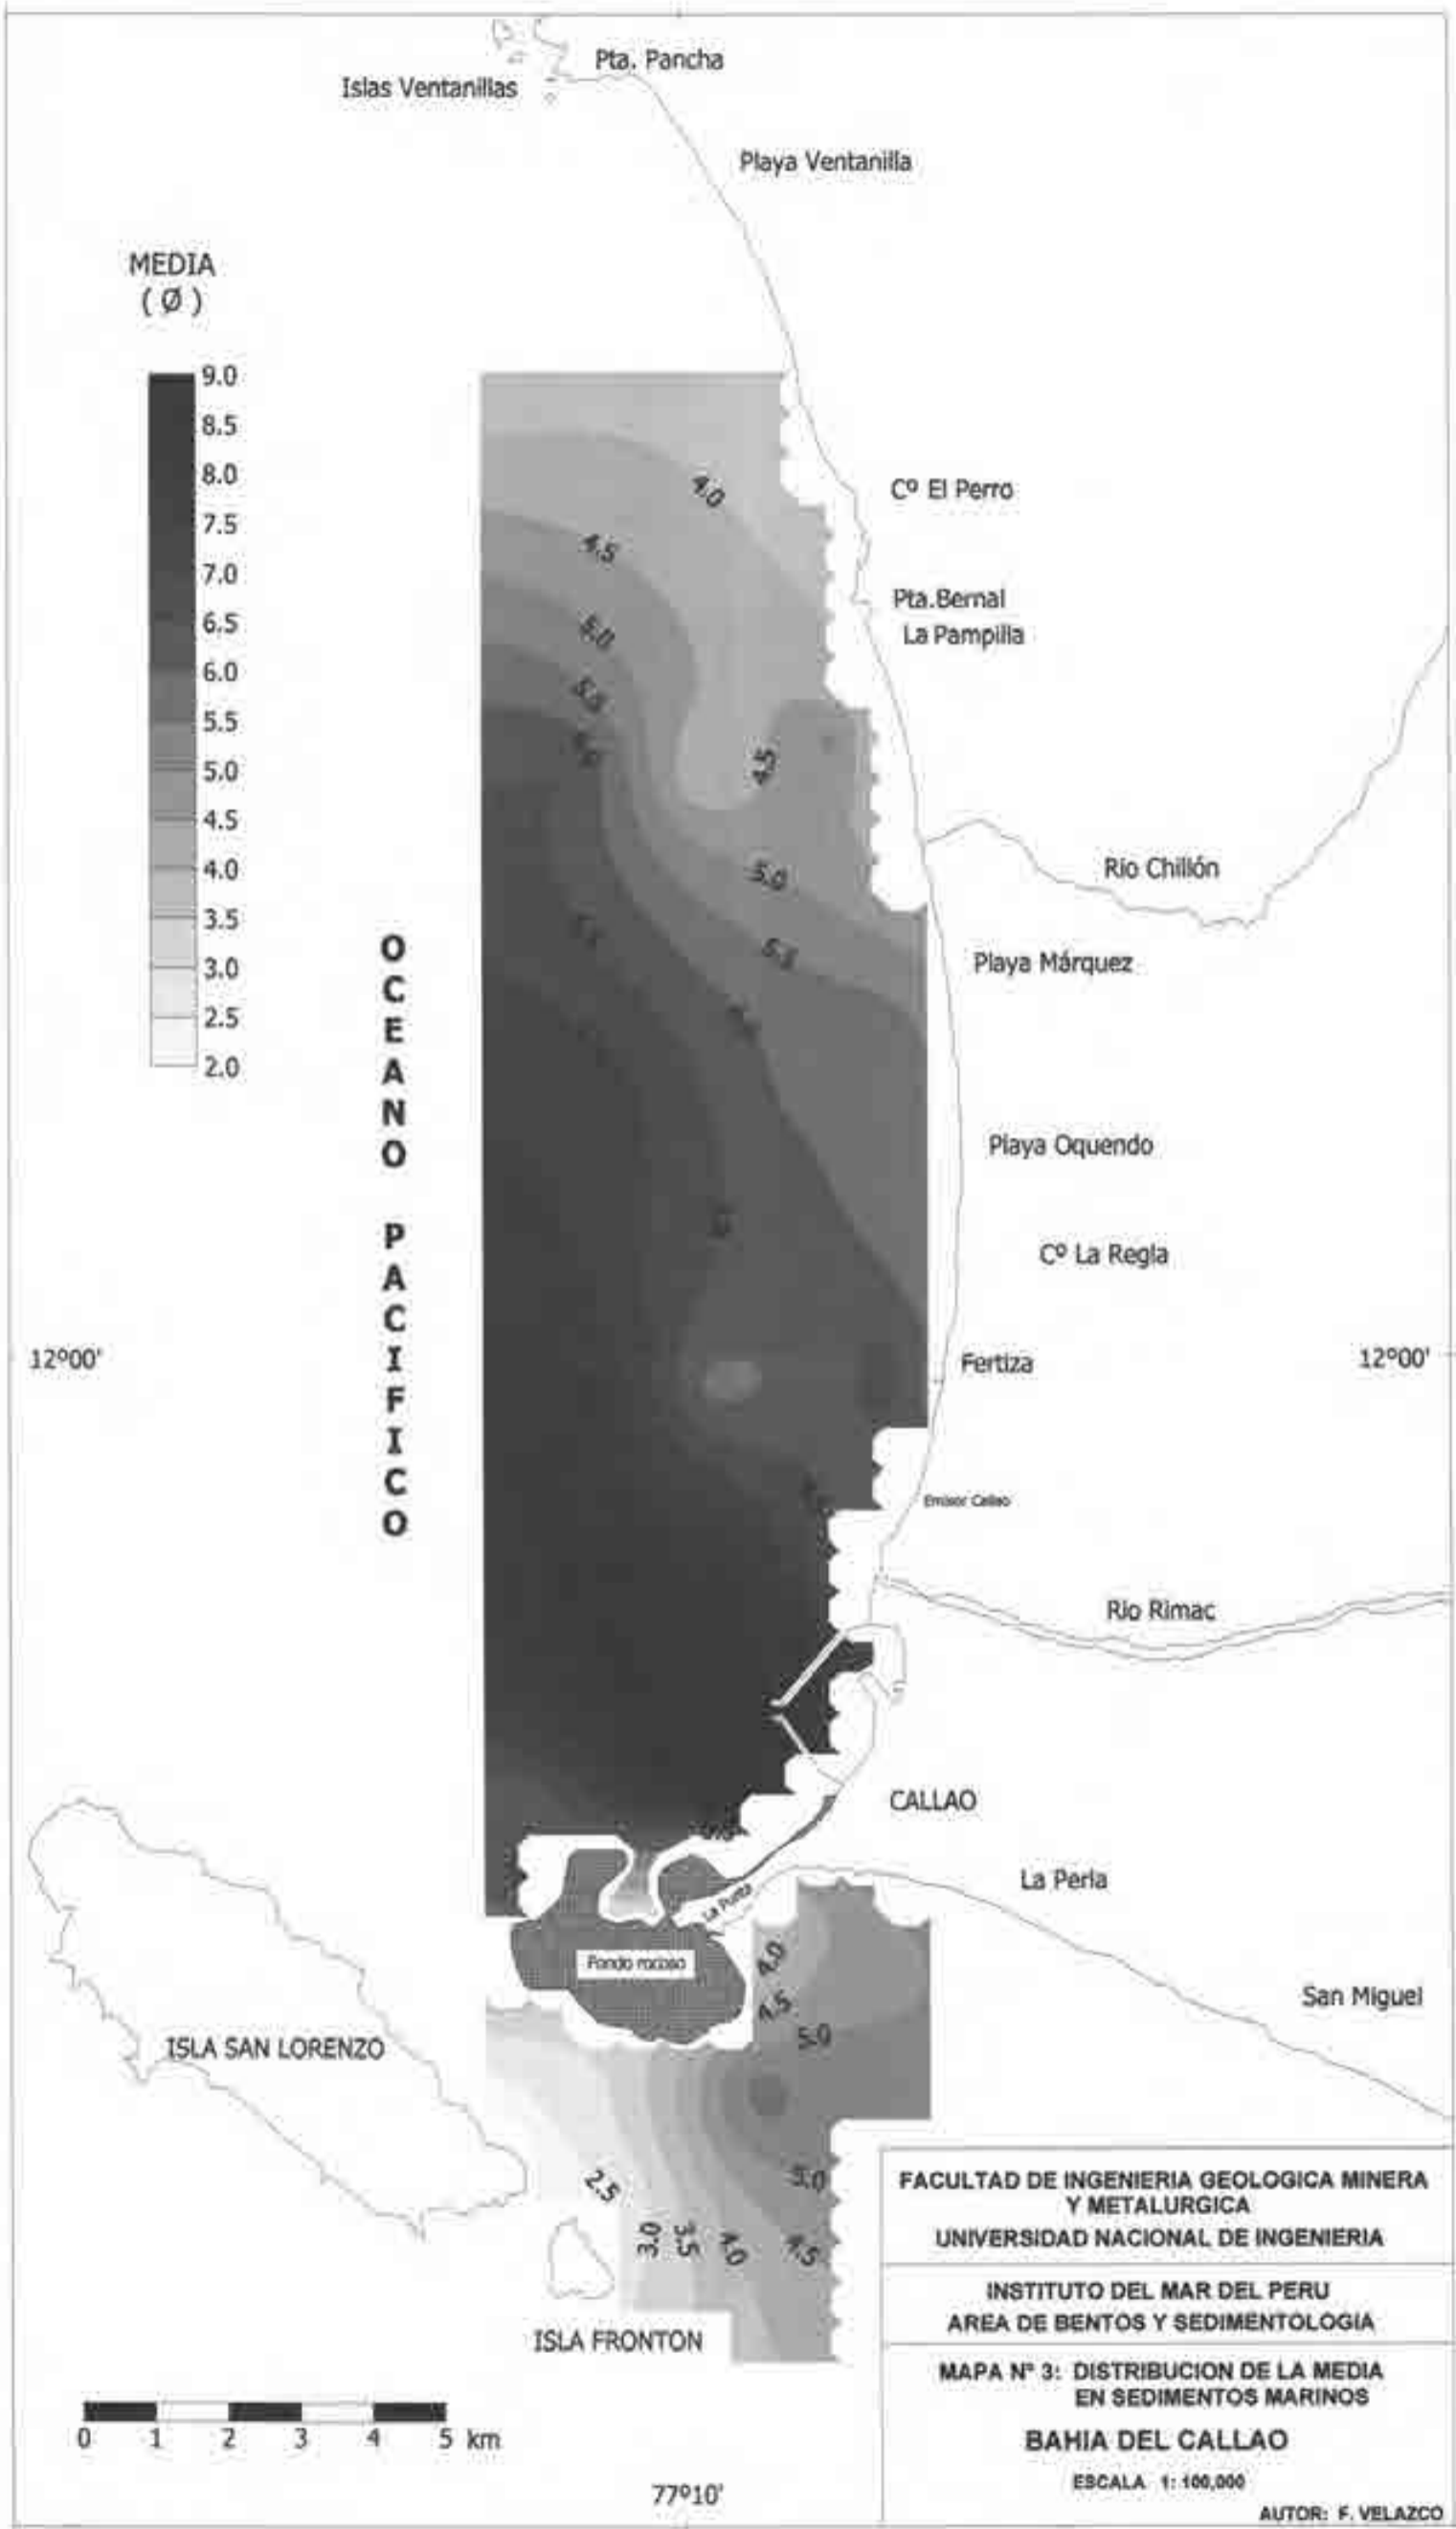 Pta. Pancha
Islas Ventanillas
Playa Ventanilla
MEDIA
( Ø )
9.0
8.5
8.0
7.5
7.0
6.5
6.0
5.5
5.0
4.5
4.0
3.5
3.0
2.5
2.0
4.0
4.5
5.0
5.5
4.5
5.0
5.5
Cº El Perro
Pta.Bernal
La Pampilla
Rio Chillón
Playa Márquez
OCEANO PACIFICO
Playa Oquendo
Cº La Regla
12º00'
Fertiza
12º00'
Emisor Callao
Rio Rimac
CALLAO
La Perla
La Punta
Fondo rocoso
4.0
4.5
5.0
San Miguel
ISLA SAN LORENZO
2.5
3.0
3.5
4.0
4.5
5.0
ISLA FRONTON
0 1 2 3 4 5 km
77º10'
FACULTAD DE INGENIERIA GEOLOGICA MINERA
Y METALURGICA
UNIVERSIDAD NACIONAL DE INGENIERIA
INSTITUTO DEL MAR DEL PERU
AREA DE BENTOS Y SEDIMENTOLOGIA
MAPA Nº 3: DISTRIBUCION DE LA MEDIA
EN SEDIMENTOS MARINOS
BAHIA DEL CALLAO
ESCALA 1: 100,000
AUTOR: F. VELAZCO